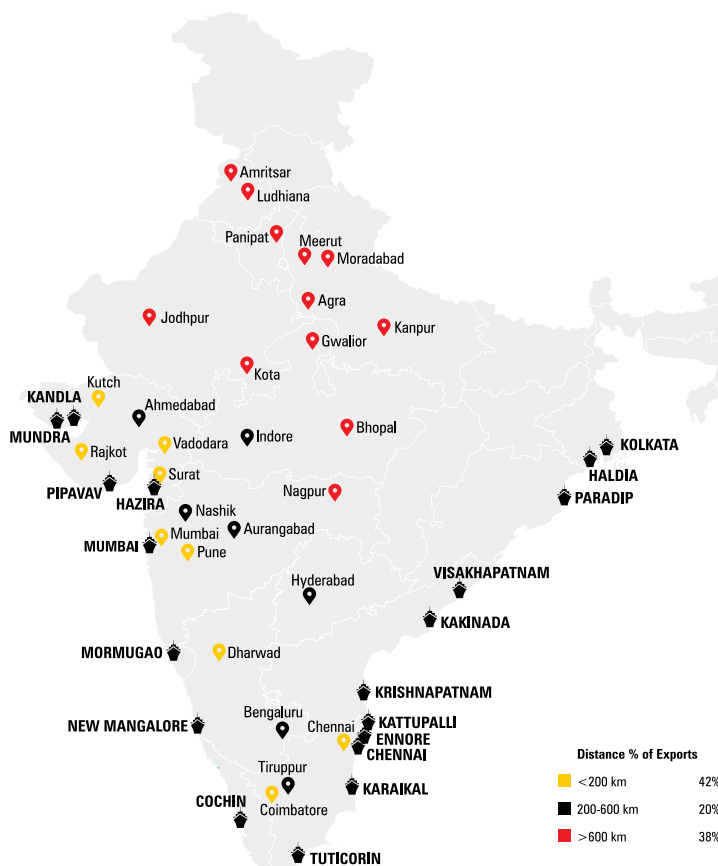 Amritsar
Ludhiana
Panipat
Meerut
Moradabad
Agra
Jodhpur
Kanpur
Gwalior
Kota
Kutch
KANDLA
Ahmedabad
MUNDRA
Vadodara
Indore
Bhopal
Rajkot
KOLKATA
HALDIA
Surat
PIPAVAV
HAZIRA
Nagpur
PARADIP
Nashik
Mumbai
Aurangabad
MUMBAI
Pune
VISAKHAPATNAM
Hyderabad
KAKINADA
MORMUGAO
Dharwad
KRISHNAPATNAM
Bengaluru
NEW MANGALORE
Chennai
KATTUPALLI
ENNORE
CHENNAI
Tiruppur
KARAIKAL
COCHIN
Coimbatore
TUTICORIN
Distance % of Exports
<200 km 42%
200-600 km 20%
>600 km 38%